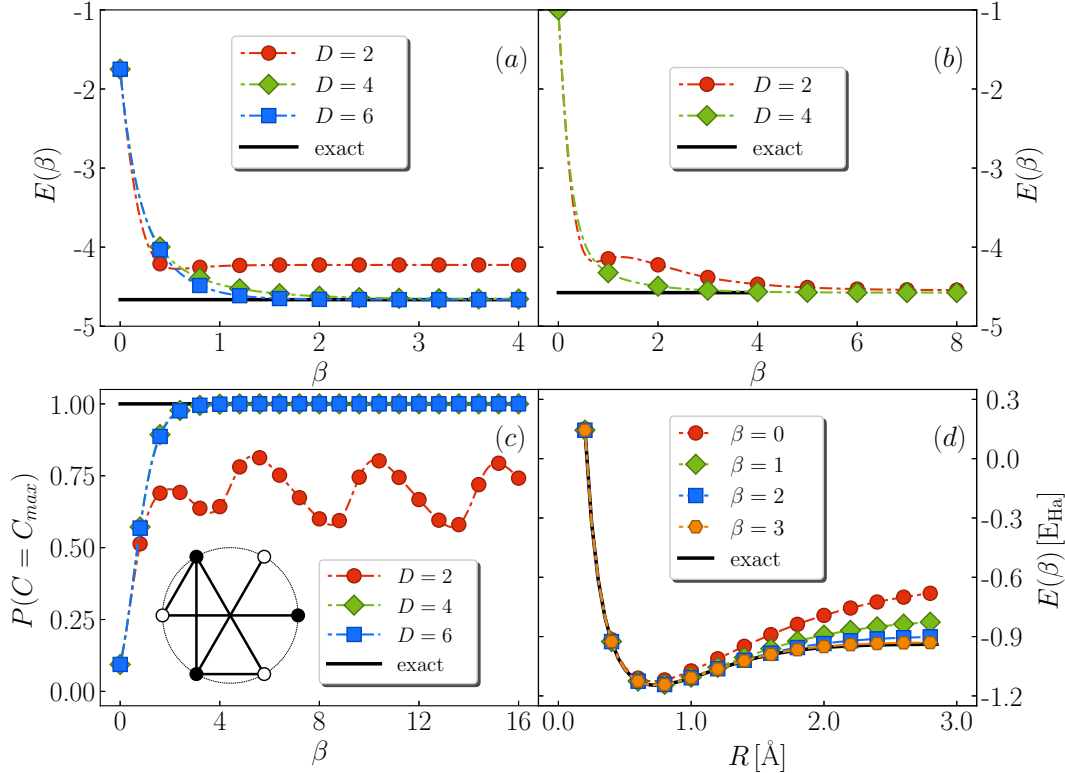 -1
-2
-3
-4
-5
E(β)
0
1
2
3
4
β
(a)
D = 2
D = 4
D = 6
exact
-1
-2
-3
-4
-5
E(β)
0
2
4
6
8
β
(b)
D = 2
D = 4
exact
1.00
0.75
0.50
0.25
0.00
P(C = C_max)
0
4
8
12
16
β
(c)
D = 2
D = 4
D = 6
exact
0.3
0.0
-0.3
-0.6
-0.9
-1.2
E(β) [E_Ha]
0.0
1.0
2.0
3.0
R [Å]
(d)
β = 0
β = 1
β = 2
β = 3
exact